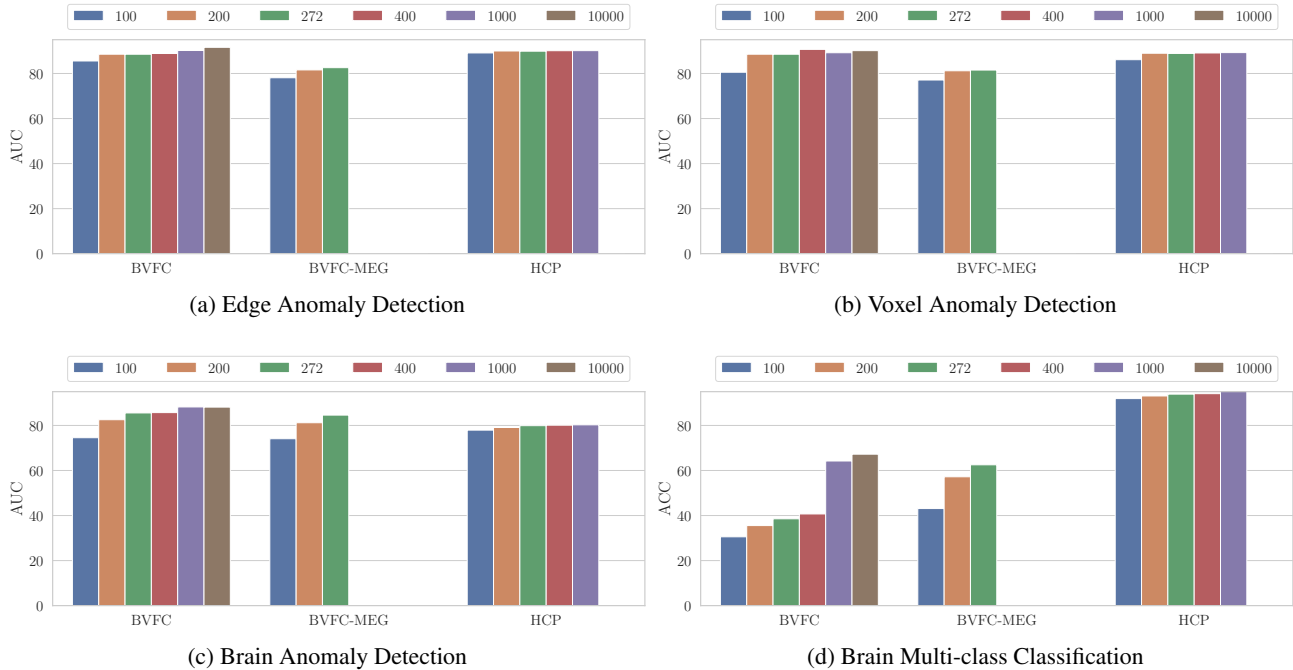 100 200 272 400 1000 10000
AUC
80
60
40
20
0
BVFC BVFC-MEG HCP
(a) Edge Anomaly Detection
100 200 272 400 1000 10000
AUC
80
60
40
20
0
BVFC BVFC-MEG HCP
(b) Voxel Anomaly Detection
100 200 272 400 1000 10000
AUC
80
60
40
20
0
BVFC BVFC-MEG HCP
(c) Brain Anomaly Detection
100 200 272 400 1000 10000
ACC
80
60
40
20
0
BVFC BVFC-MEG HCP
(d) Brain Multi-class Classification